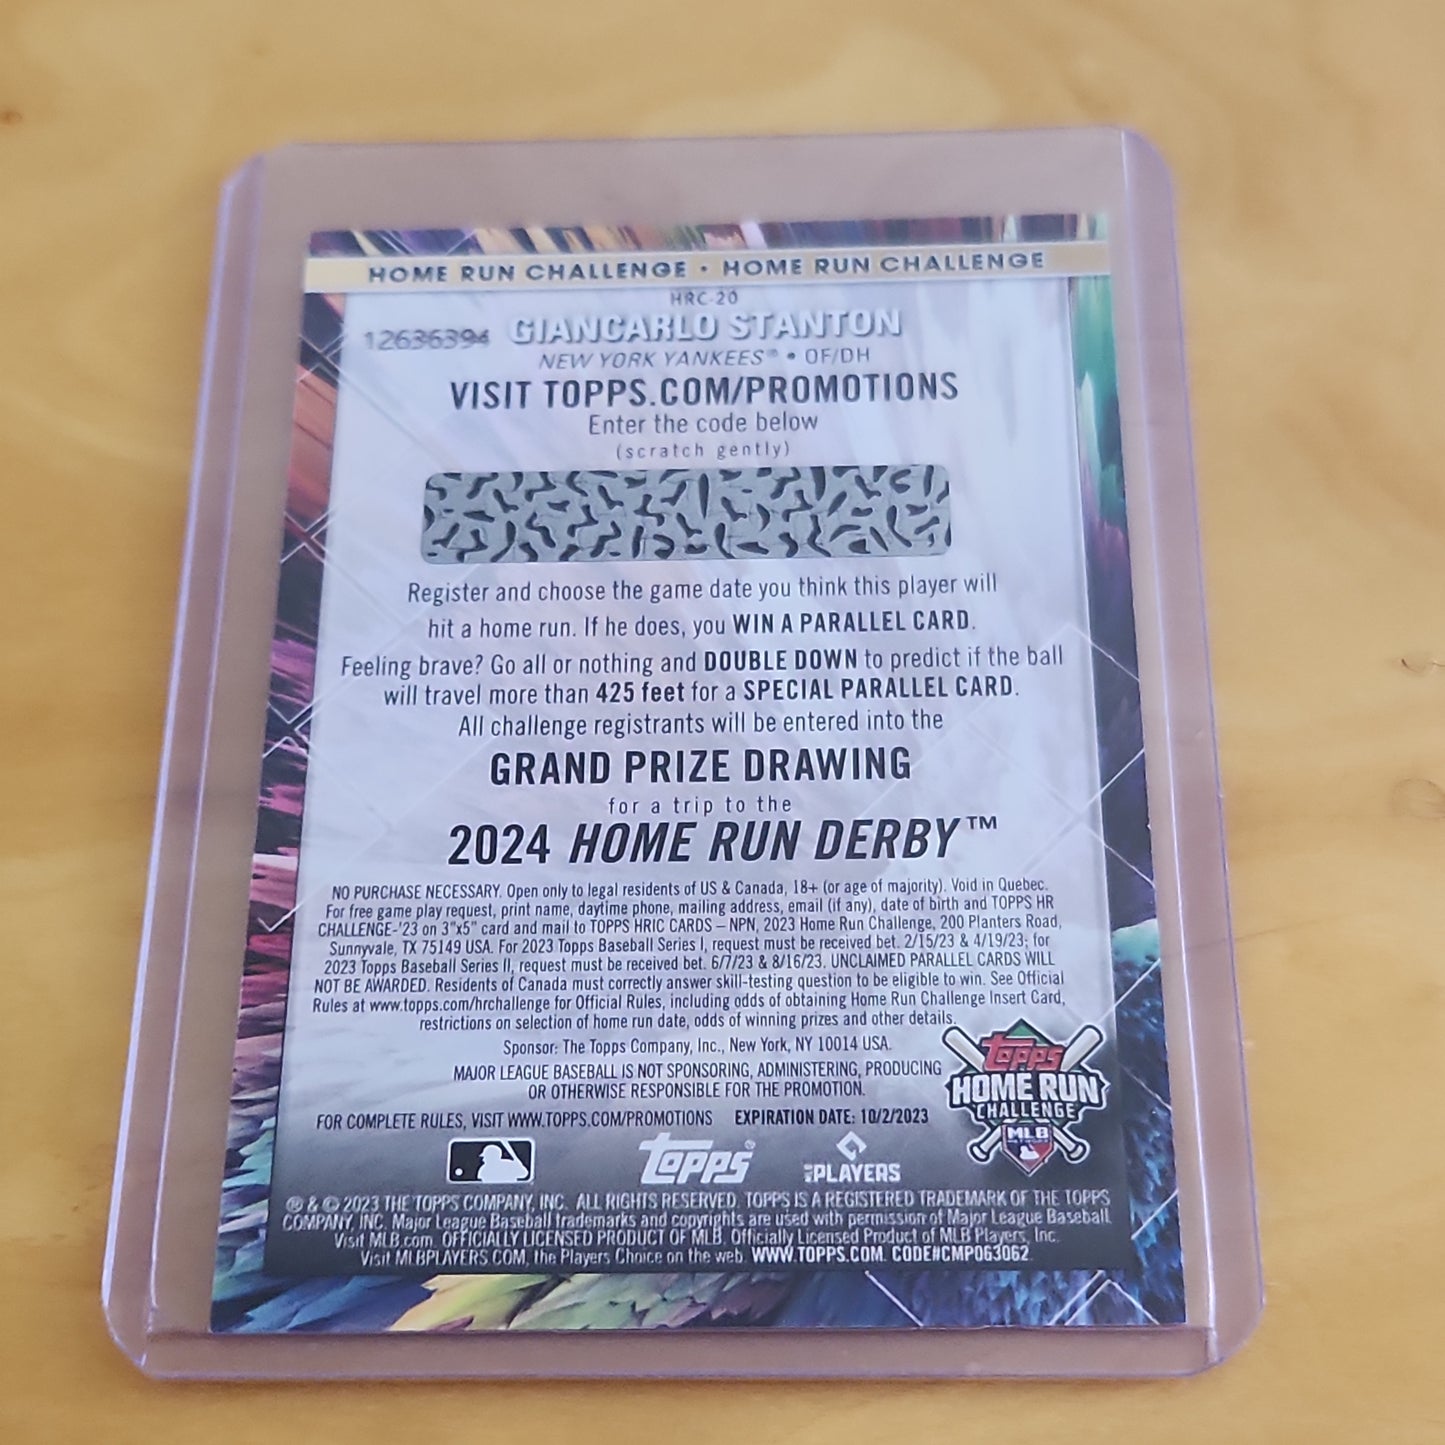 HOME RUN CHALLENGE • HOME RUN CHALLENGE
HRC-20
12636394 GIANCARLO STANTON
NEW YORK YANKEES® • OF/DH
VISIT TOPPS.COM/PROMOTIONS
Enter the code below
(scratch gently)
Register and choose the game date you think this player will
hit a home run. If he does, you WIN A PARALLEL CARD.
Feeling brave? Go all or nothing and DOUBLE DOWN to predict if the ball
will travel more than 425 feet for a SPECIAL PARALLEL CARD.
All challenge registrants will be entered into the
GRAND PRIZE DRAWING
for a trip to the
2024 HOME RUN DERBY™
NO PURCHASE NECESSARY. Open only to legal residents of US & Canada, 18+ (or age of majority). Void in Quebec.
For free game play request, print name, daytime phone, mailing address, email (if any), date of birth and TOPPS HR
CHALLENGE-'23 on 3"x5" card and mail to TOPPS HRIC CARDS – NPN, 2023 Home Run Challenge, 200 Planters Road,
Sunnyvale, TX 75149 USA. For 2023 Topps Baseball Series I, request must be received bet. 2/15/23 & 4/19/23; for
2023 Topps Baseball Series II, request must be received bet. 6/7/23 & 8/16/23. UNCLAIMED PARALLEL CARDS WILL
NOT BE AWARDED. Residents of Canada must correctly answer skill-testing question to be eligible to win. See Official
Rules at www.topps.com/hrchallenge for Official Rules, including odds of obtaining Home Run Challenge Insert Card,
restrictions on selection of home run date, odds of winning prizes and other details.
Sponsor: The Topps Company, Inc., New York, NY 10014 USA.
MAJOR LEAGUE BASEBALL IS NOT SPONSORING, ADMINISTERING, PRODUCING
OR OTHERWISE RESPONSIBLE FOR THE PROMOTION.
FOR COMPLETE RULES, VISIT WWW.TOPPS.COM/PROMOTIONS EXPIRATION DATE: 10/2/2023
Topps
HOME RUN
CHALLENGE
MLB
NETWORK
Topps®
MLB PLAYERS
® & © 2023 THE TOPPS COMPANY, INC. ALL RIGHTS RESERVED. TOPPS IS A REGISTERED TRADEMARK OF THE TOPPS
COMPANY, INC. Major League Baseball trademarks and copyrights are used with permission of Major League Baseball.
Visit MLB.com. OFFICIALLY LICENSED PRODUCT OF MLB. Officially Licensed Product of MLB Players, Inc.
Visit MLBPLAYERS.COM, the Players Choice on the web. WWW.TOPPS.COM. CODE#CMP063062